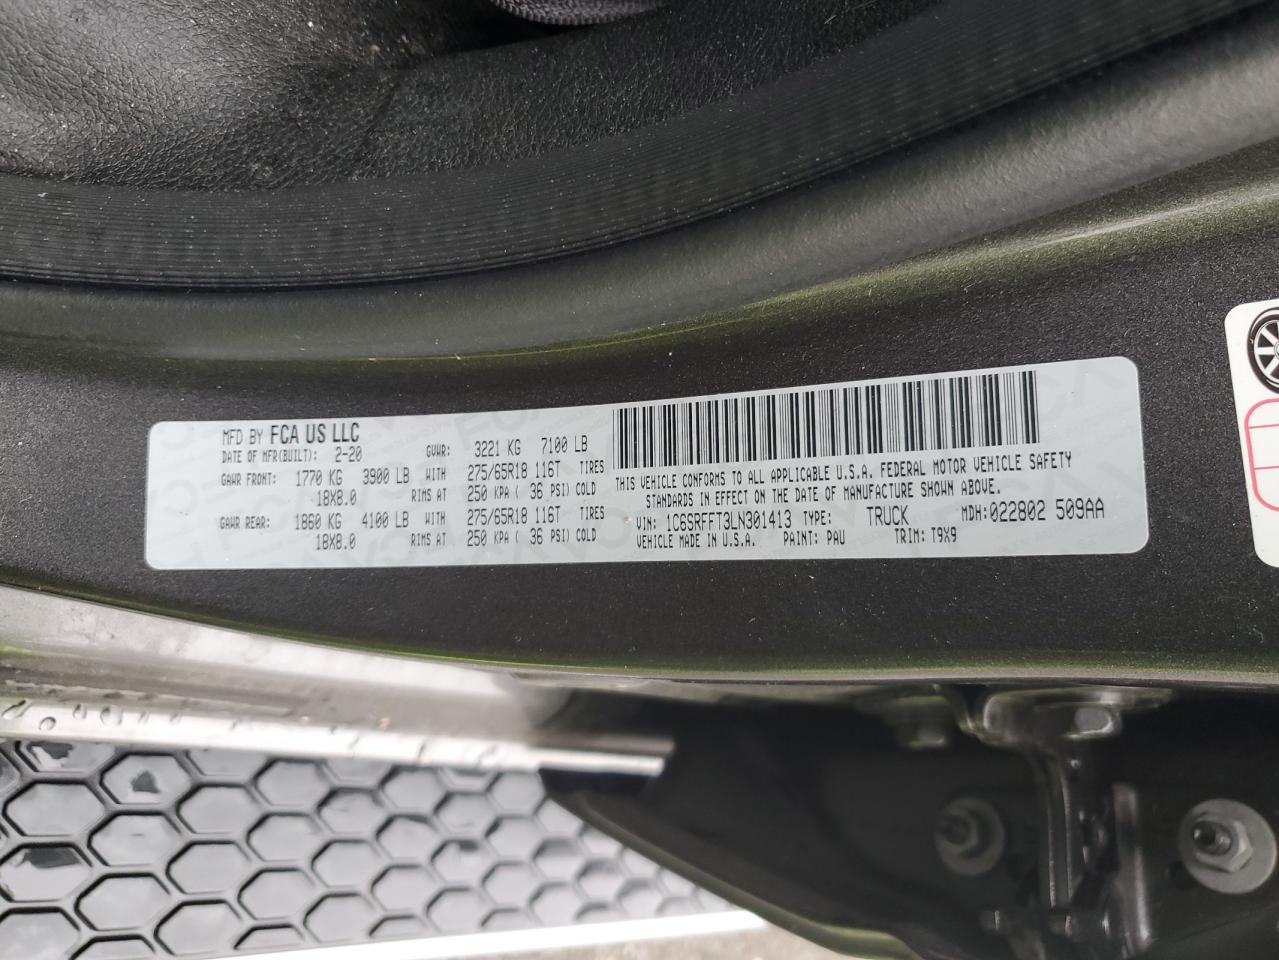 MFD BY FCA US LLC
DATE OF MFR(BUILT): 2-20 GVWR: 3221 KG 7100 LB
GAWR FRONT: 1770 KG 3900 LB WITH 275/65R18 116T TIRES
18X8.0 RIMS AT 250 KPA ( 36 PSI) COLD
GAWR REAR: 1860 KG 4100 LB WITH 275/65R18 116T TIRES
18X8.0 RIMS AT 250 KPA ( 36 PSI) COLD
THIS VEHICLE CONFORMS TO ALL APPLICABLE U.S.A. FEDERAL MOTOR VEHICLE SAFETY
STANDARDS IN EFFECT ON THE DATE OF MANUFACTURE SHOWN ABOVE.
VIN: 1C6SRFFT3LN301413 TYPE: TRUCK MDH:022802 509AA
VEHICLE MADE IN U.S.A. PAINT: PAU TRIM: T9X9